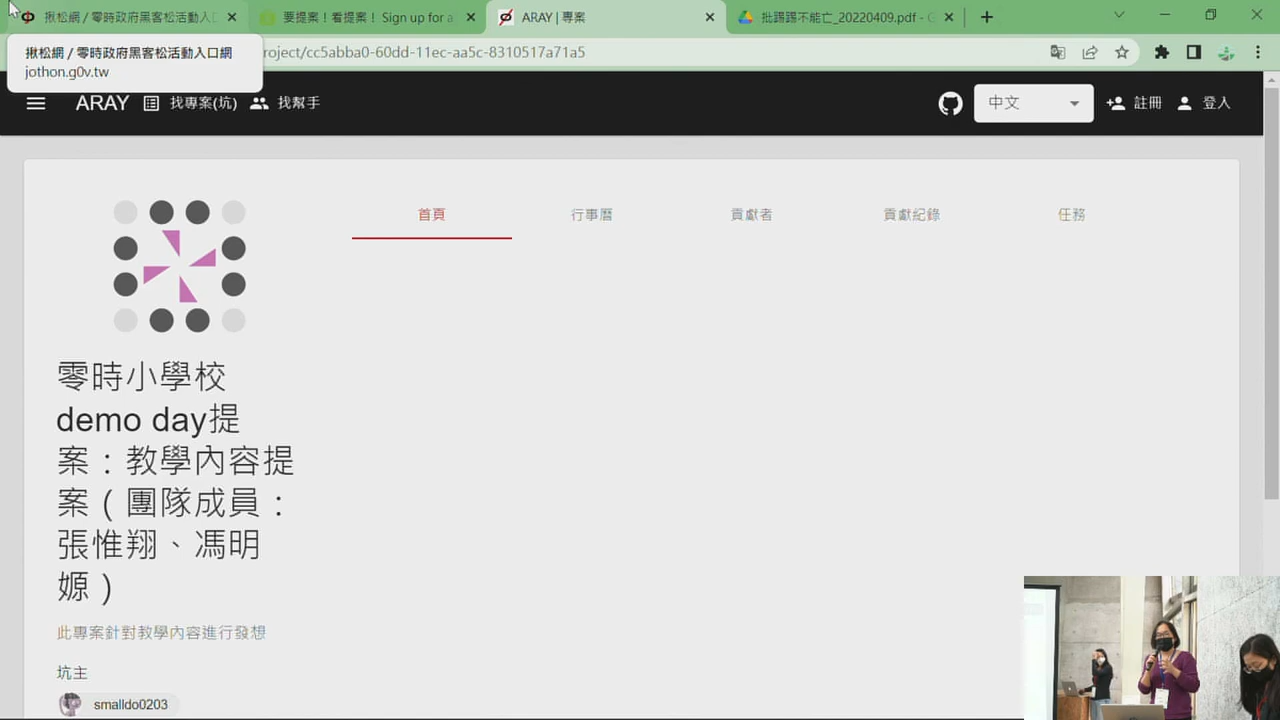 揪松網 / 零時政府黑客松活動入口
要提案！看提案！ Sign up for a
ARAY | 專案
批踢踢不能亡_20220409.pdf - G
揪松網 / 零時政府黑客松活動入口網
jothon.g0v.tw
roject/cc5abba0-60dd-11ec-aa5c-8310517a71a5
ARAY 找專案(坑) 找幫手 中文 註冊 登入
首頁 行事曆 貢獻者 貢獻紀錄 任務
零時小學校
demo day提
案：教學內容提
案（團隊成員：
張惟翔、馮明
嫄）
此專案針對教學內容進行發想
坑主
smalldo0203